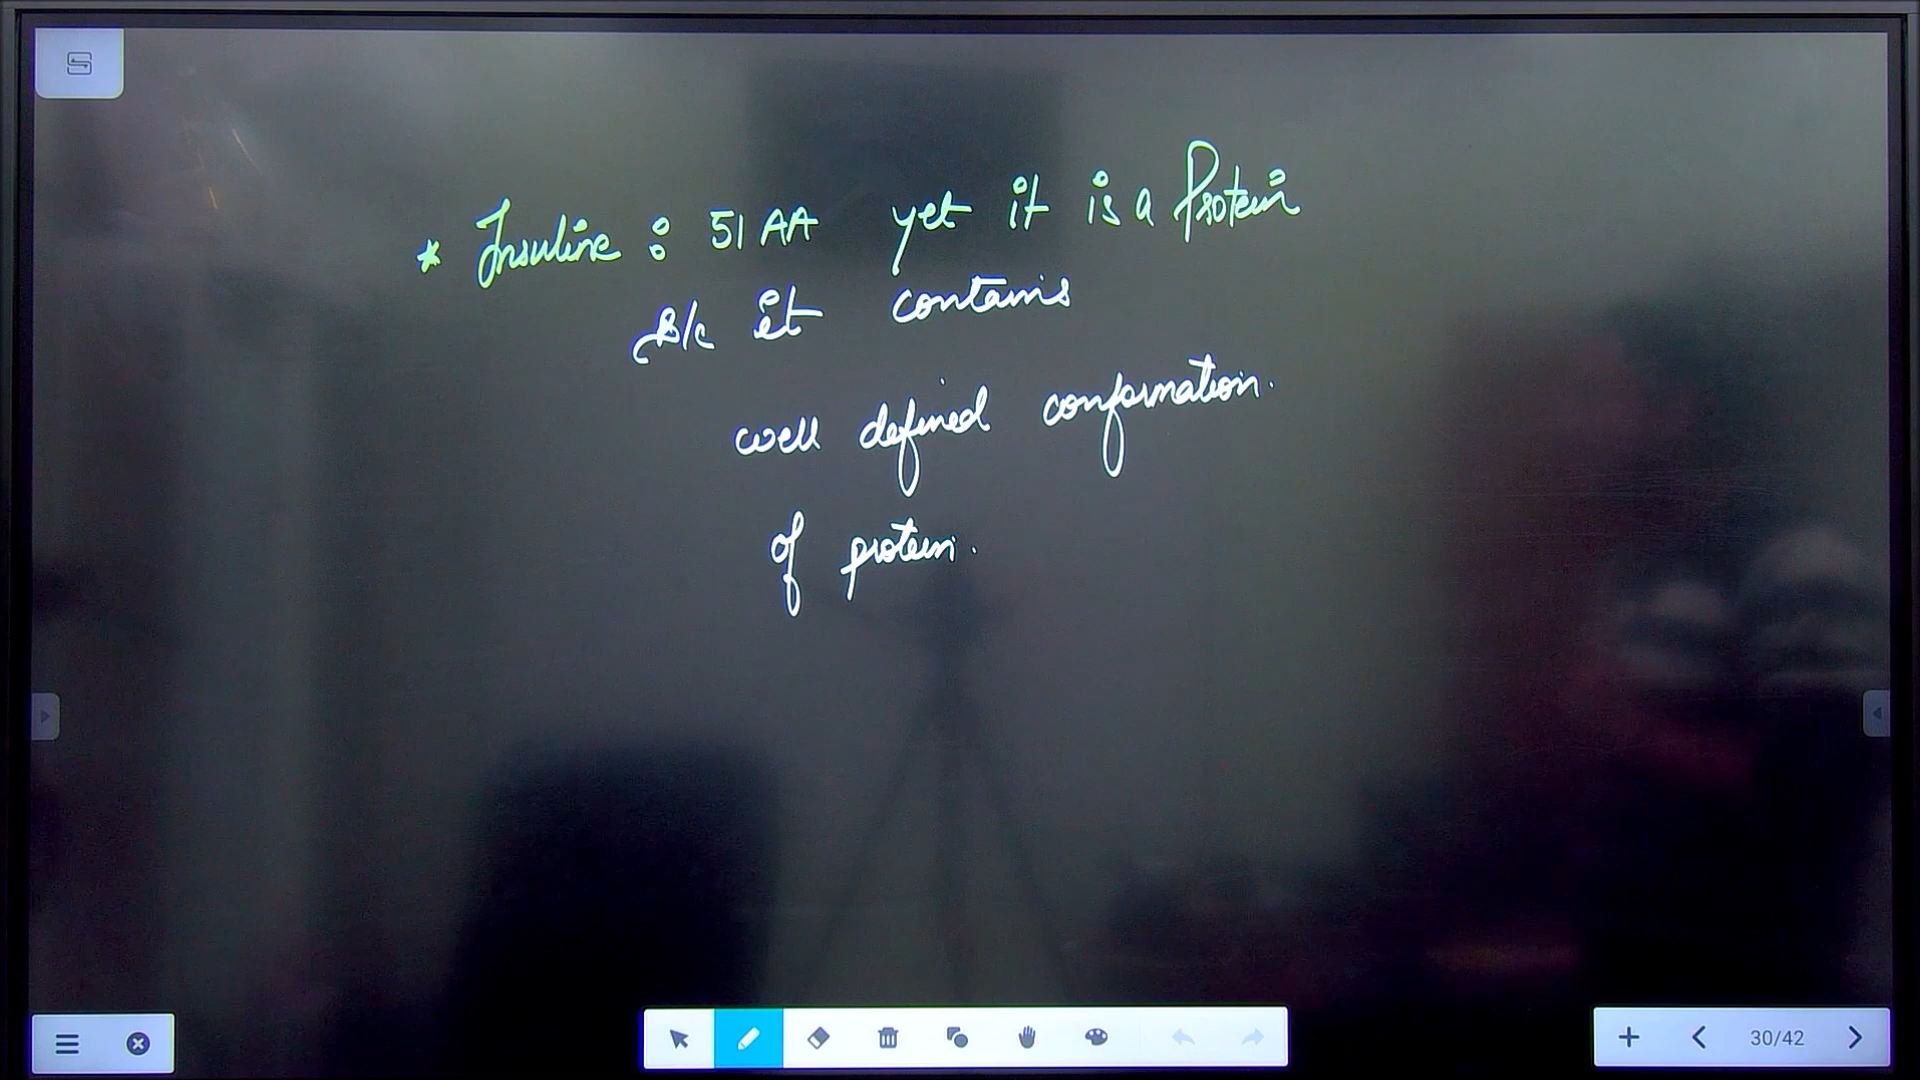 * Insuline : 51 AA yet it is a Protein
B/c it contains
well defined conformation.
of protein.
30/42